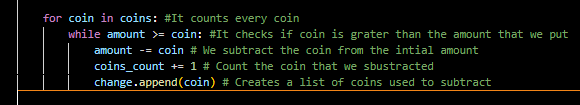 for coin in coins: #It counts every coin
while amount >= coin: #It checks if coin is grater than the amount that we put
amount -= coin # We subtract the coin from the intial amount
coins_count += 1 # Count the coin that we sbustracted
change.append(coin) # Creates a list of coins used to subtract